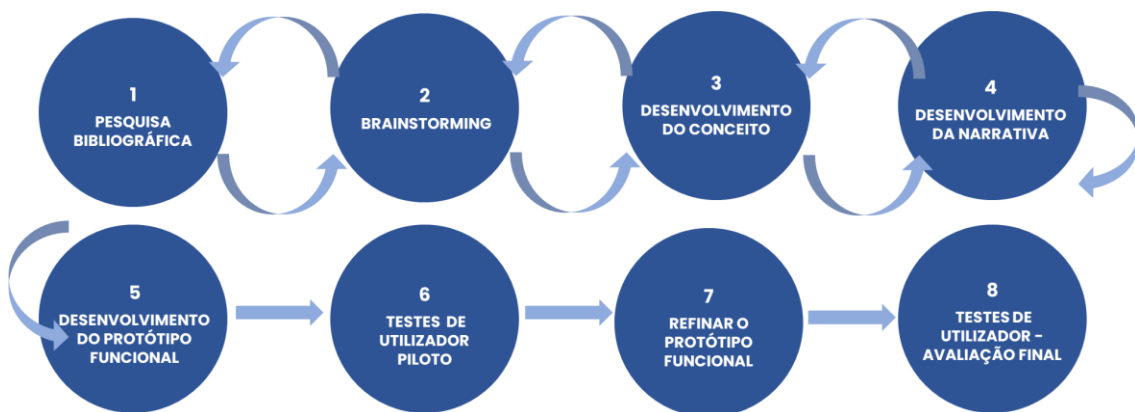 1
PESQUISA
BIBLIOGRÁFICA
2
BRAINSTORMING
3
DESENVOLVIMENTO
DO CONCEITO
4
DESENVOLVIMENTO
DA NARRATIVA
5
DESENVOLVIMENTO
DO PROTÓTIPO
FUNCIONAL
6
TESTES DE
UTILIZADOR
PILOTO
7
REFINAR O
PROTÓTIPO
FUNCIONAL
8
TESTES DE
UTILIZADOR –
AVALIAÇÃO FINAL